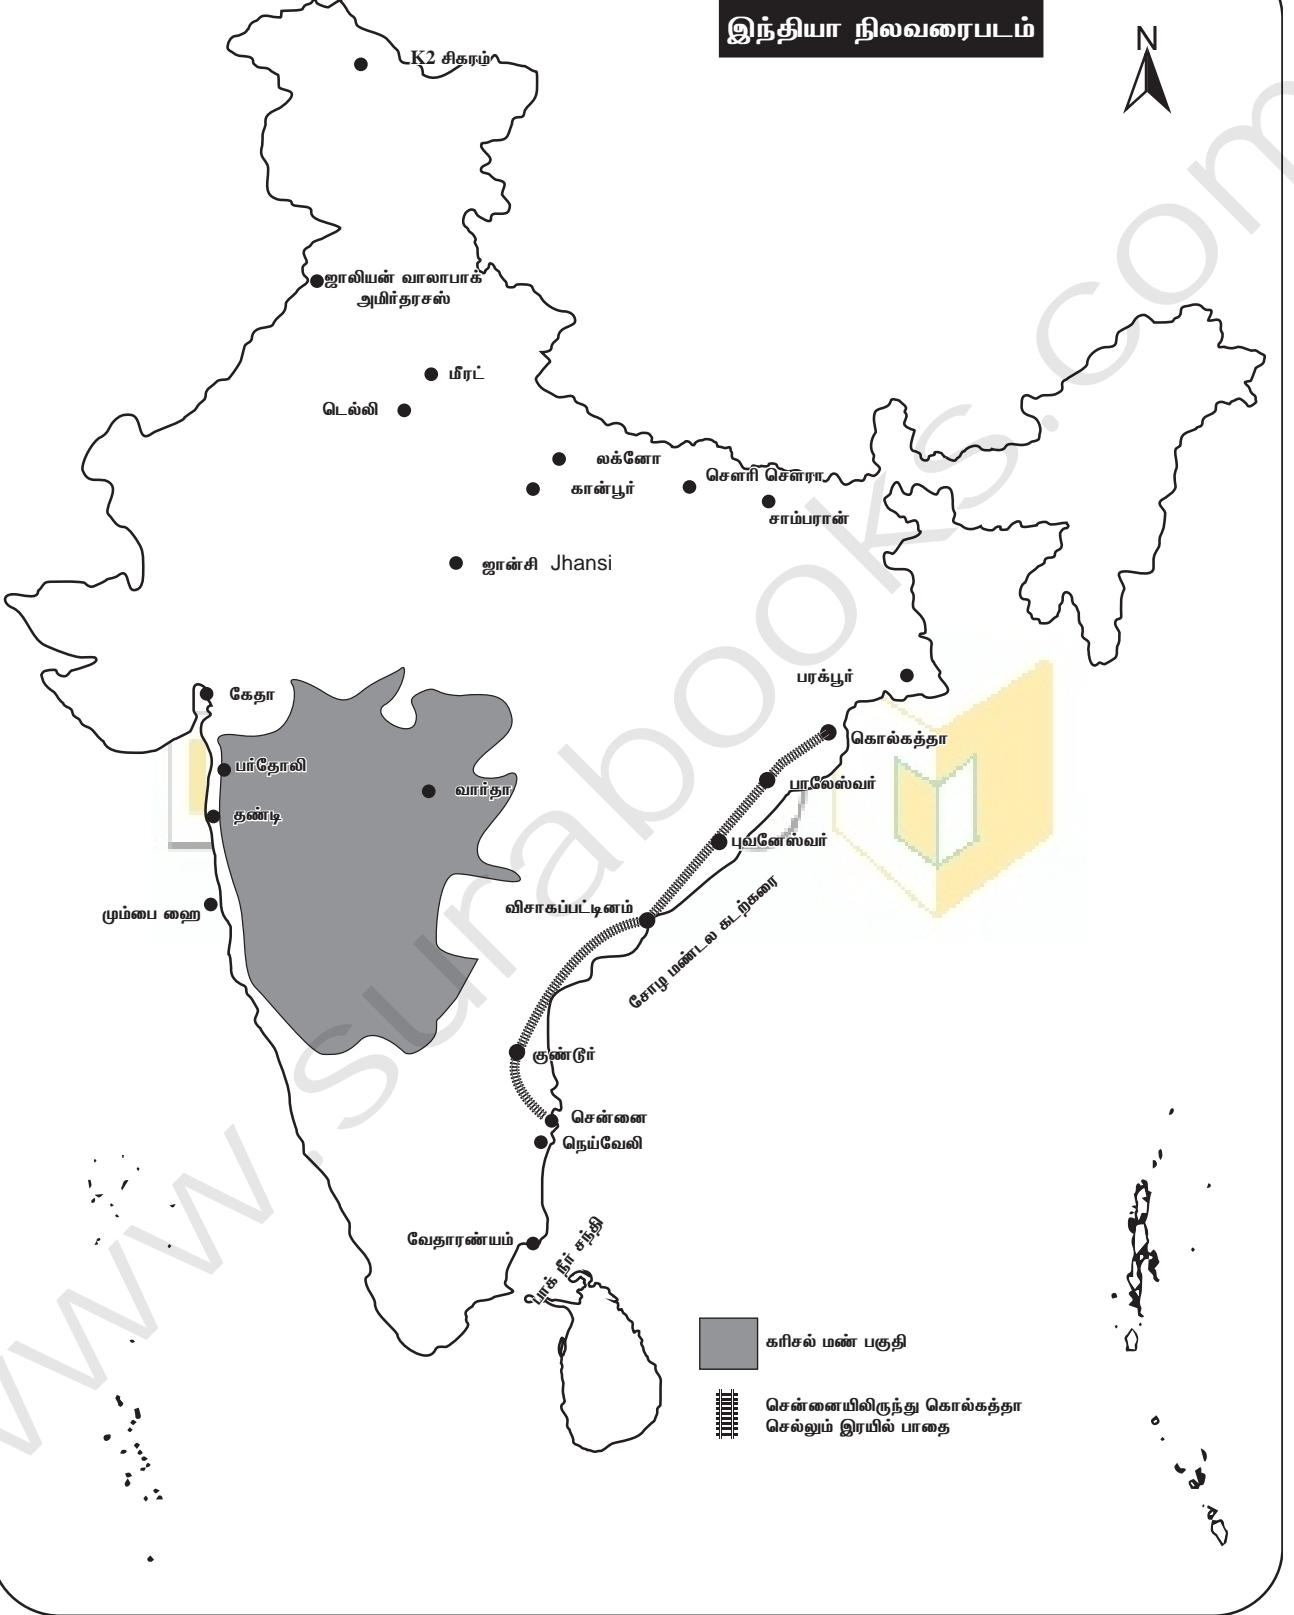 இந்தியா நிலவரைபடம்
N
K2 சிகரம்
ஜாலியன் வாலாபாக்
அமிர்தரசஸ்
மீரட்
டெல்லி
லக்னோ
கான்பூர்
சௌரி சௌரா
சாம்பரான்
ஜான்சி Jhansi
பரக்பூர்
கேதா
கொல்கத்தா
பர்தோலி
வார்தா
பாலேஸ்வர்
தண்டி
புவனேஸ்வர்
மும்பை ஹை
விசாகப்பட்டினம்
சோழ மண்டல கடற்கரை
குண்டூர்
சென்னை
நெய்வேலி
வேதாரண்யம்
பாக் நீர் சந்தி
கரிசல் மண் பகுதி
சென்னையிலிருந்து கொல்கத்தா
செல்லும் இரயில் பாதை
www.surabooks.com